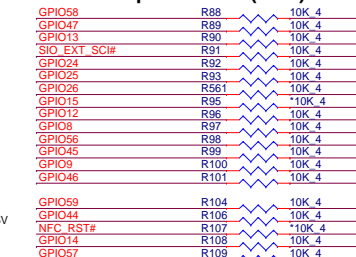 GPIO58 R88 10K_4
GPIO47 R89 10K_4
GPIO13 R90 10K_4
SIO_EXT_SCI# R91 10K_4
GPIO24 R92 10K_4
GPIO25 R93 10K_4
GPIO26 R561 10K_4
GPIO15 R95 *10K_4
GPIO12 R96 10K_4
GPIO8 R97 10K_4
GPIO56 R98 10K_4
GPIO45 R99 10K_4
GPIO9 R100 10K_4
GPIO46 R101 10K_4
GPIO59 R104 10K_4
GPIO44 R106 10K_4
NFC_RST# R107 *10K_4
GPIO14 R108 10K_4
GPIO57 R109 10K_4